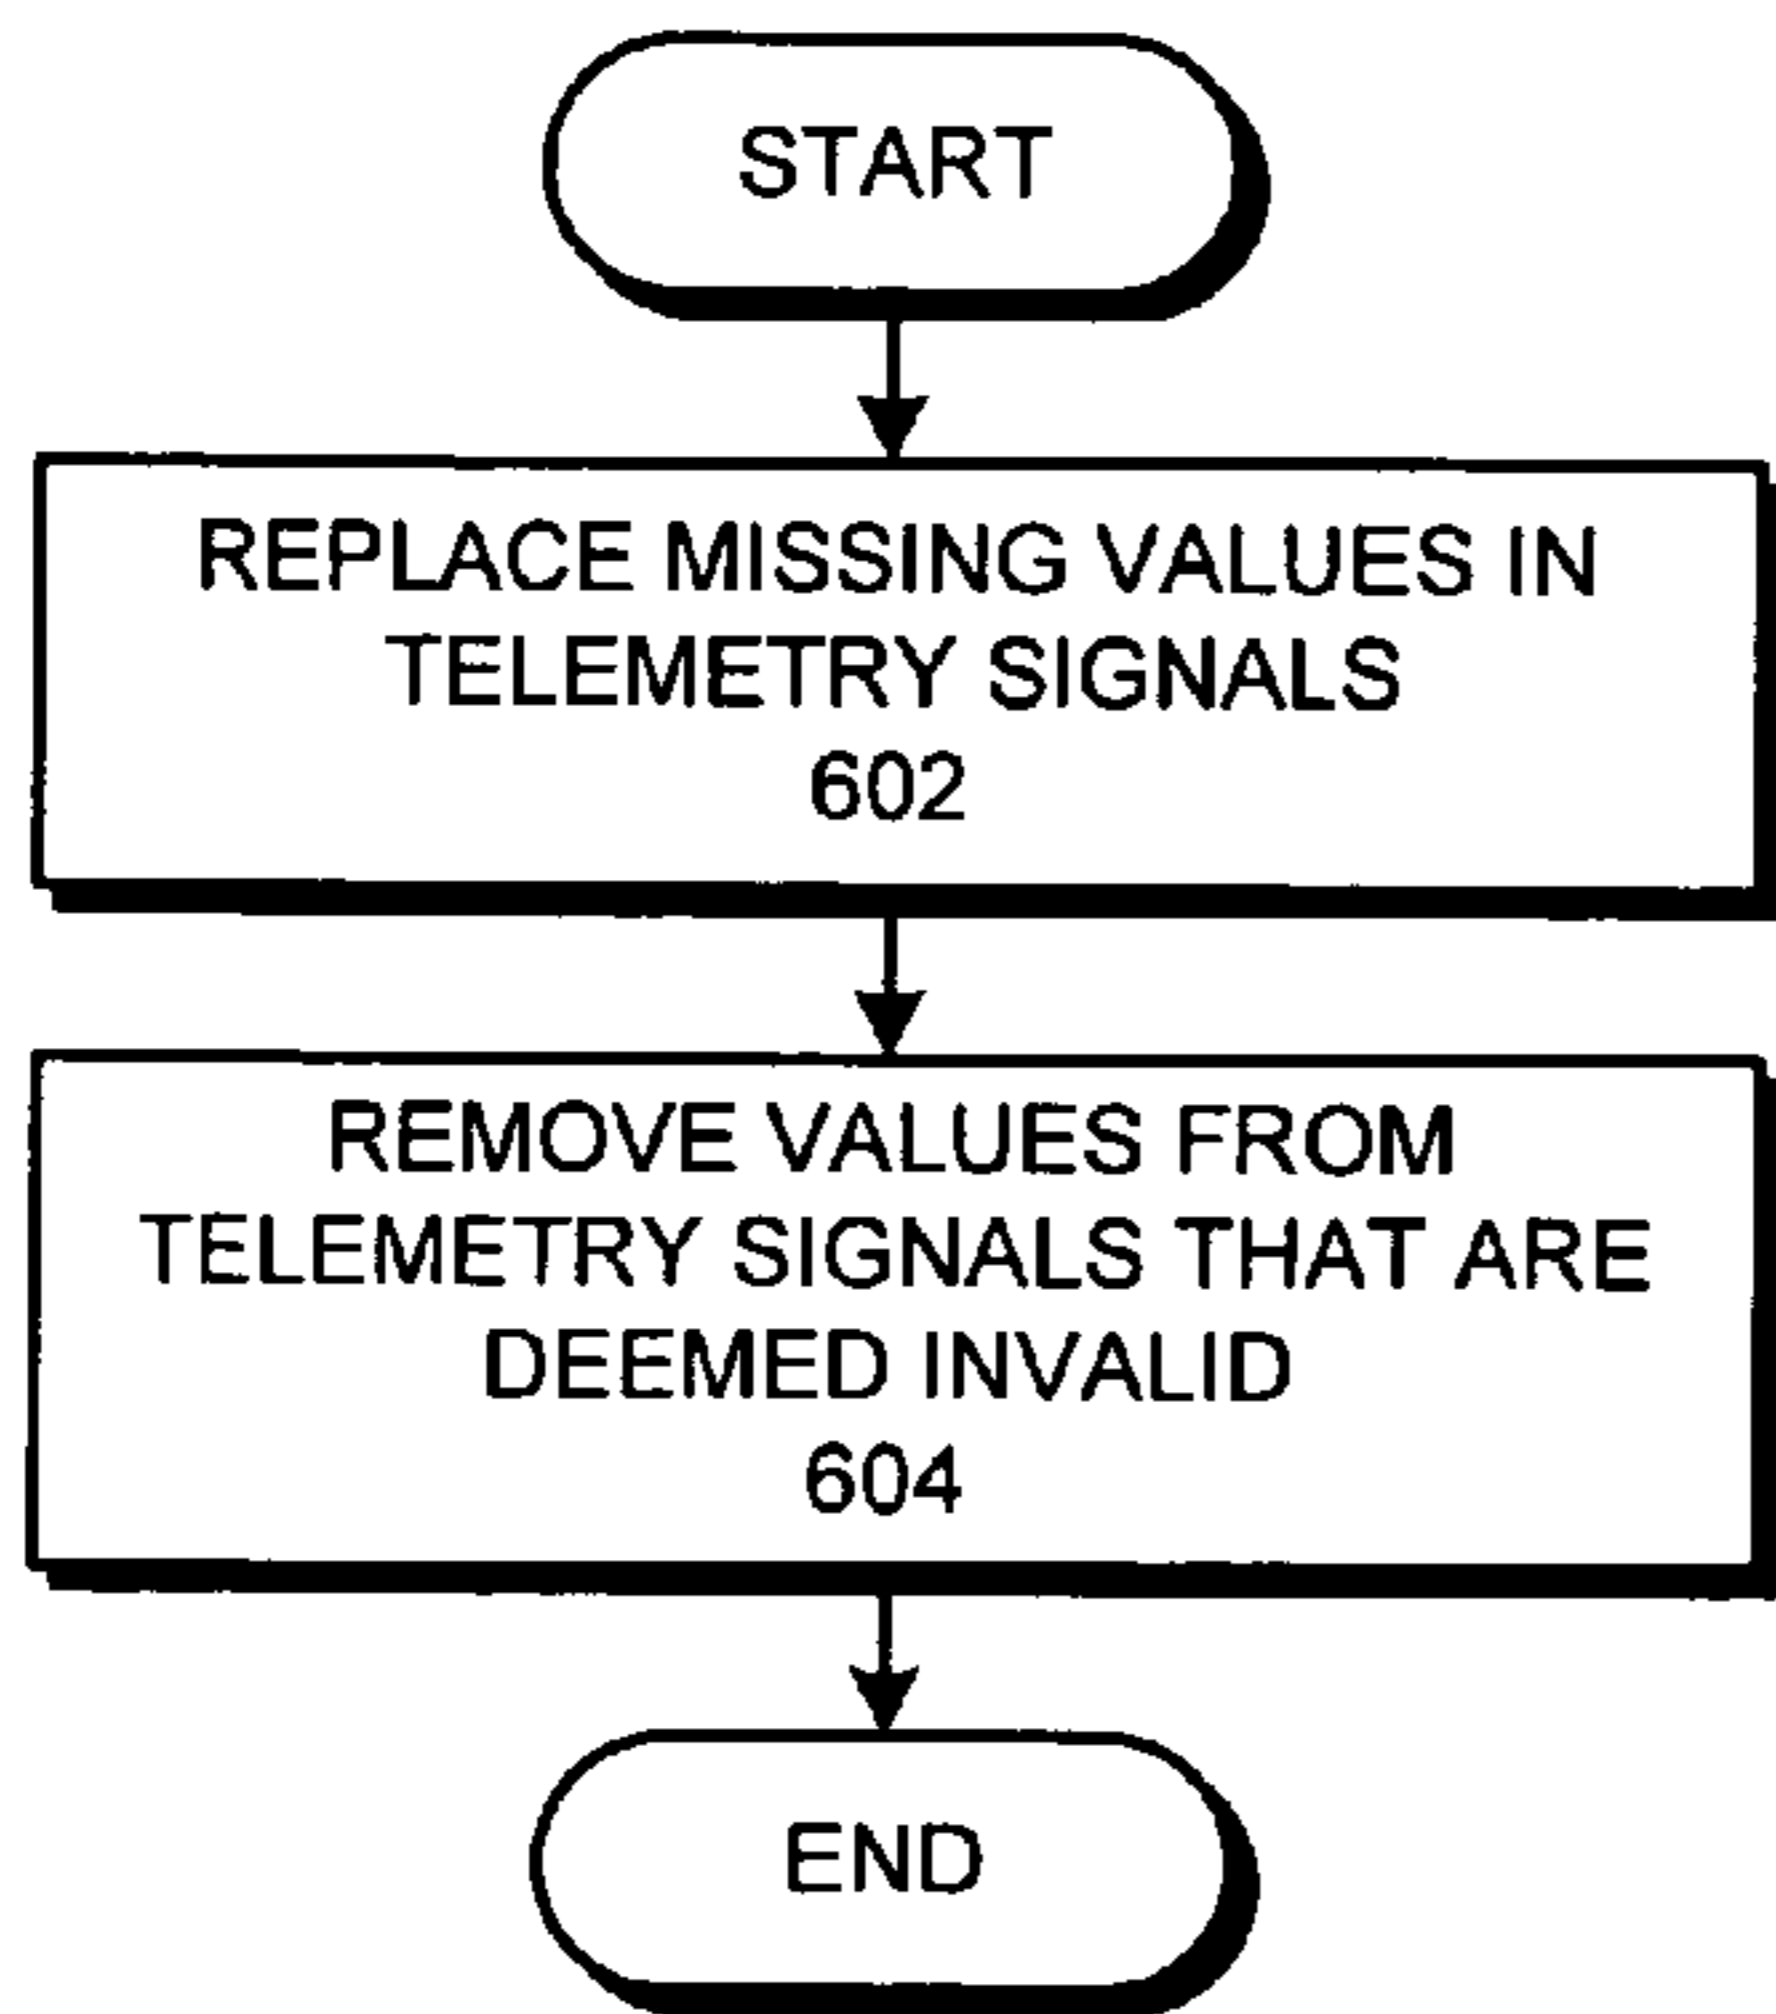 START
REPLACE MISSING VALUES IN
TELEMETRY SIGNALS
602
REMOVE VALUES FROM
TELEMETRY SIGNALS THAT ARE
DEEMED INVALID
604
END